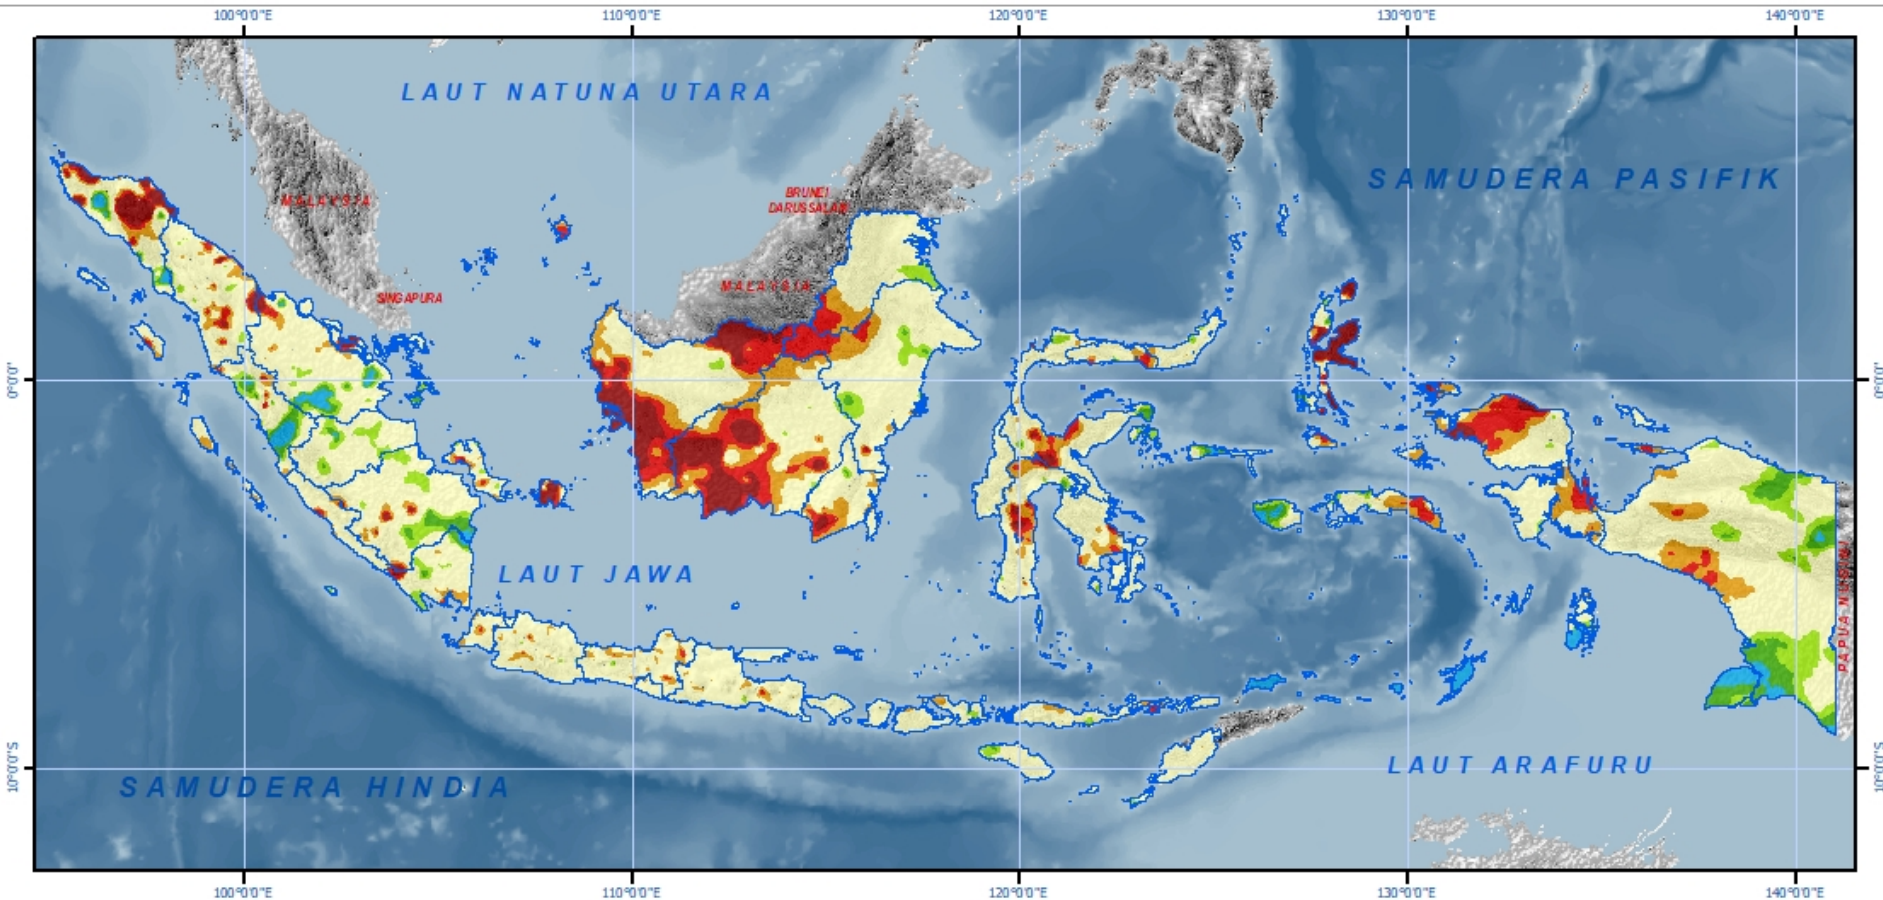 100°0'0"E
110°0'0"E
120°0'0"E
130°0'0"E
140°0'0"E
LAUT NATUNA UTARA
SAMUDERA PASIFIK
BRUNEI
DARUSSALAM
MALAYSIA
MALAYSIA
SINGAPURA
0°0'0"
0°0'0"
LAUT JAWA
PAPUA NUGINI
LAUT ARAFURU
10°0'0"S
10°0'0"S
SAMUDERA HINDIA
100°0'0"E
110°0'0"E
120°0'0"E
130°0'0"E
140°0'0"E